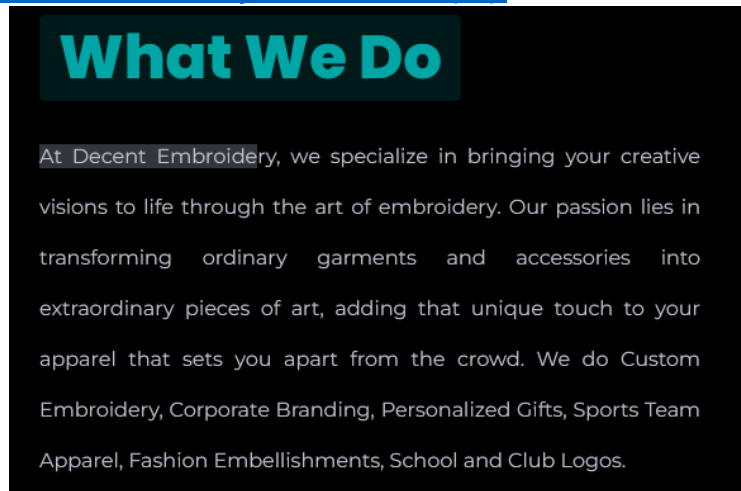 What We Do
At Decent Embroidery, we specialize in bringing your creative
visions to life through the art of embroidery. Our passion lies in
transforming ordinary garments and accessories into
extraordinary pieces of art, adding that unique touch to your
apparel that sets you apart from the crowd. We do Custom
Embroidery, Corporate Branding, Personalized Gifts, Sports Team
Apparel, Fashion Embellishments, School and Club Logos.